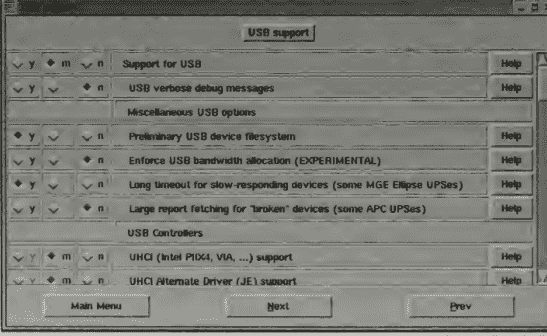 USB support
y m n Support for USB Help
y n USB verbose debug messages Help
Miscellaneous USB options
y n Preliminary USB device filesystem Help
y n Enforce USB bandwidth allocation (EXPERIMENTAL) Help
y n Long timeout for slow-responding devices (some MGE Ellipse UPSes) Help
y n Large report fetching for "broken" devices (some APC UPSes) Help
USB Controllers
y m n UHCI (Intel PIIX4, VIA, ...) support Help
y m n UHCI Alternate Driver (JE) support Help
Main Menu Next Prev